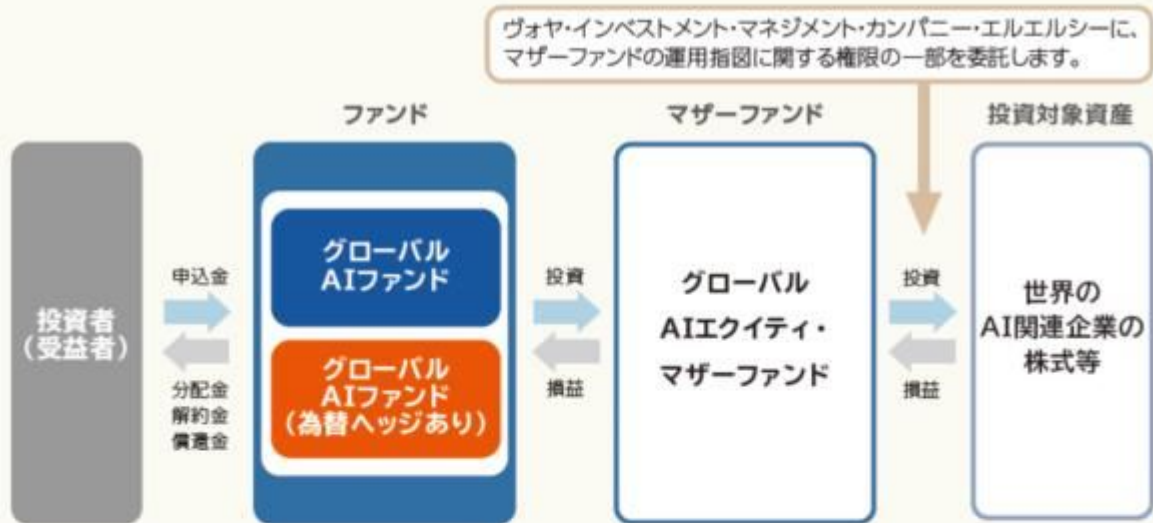 ヴォヤ・インベストメント・マネジメント・カンパニー・エルエルシーに、
マザーファンドの運用指図に関する権限の一部を委託します。
ファンド
マザーファンド
投資対象資産
投資者
(受益者)
申込金
分配金
解約金
償還金
グローバル
AIファンド
グローバル
AIファンド
(為替ヘッジあり)
投資
損益
グローバル
AIエクイティ・
マザーファンド
投資
損益
世界の
AI関連企業の
株式等